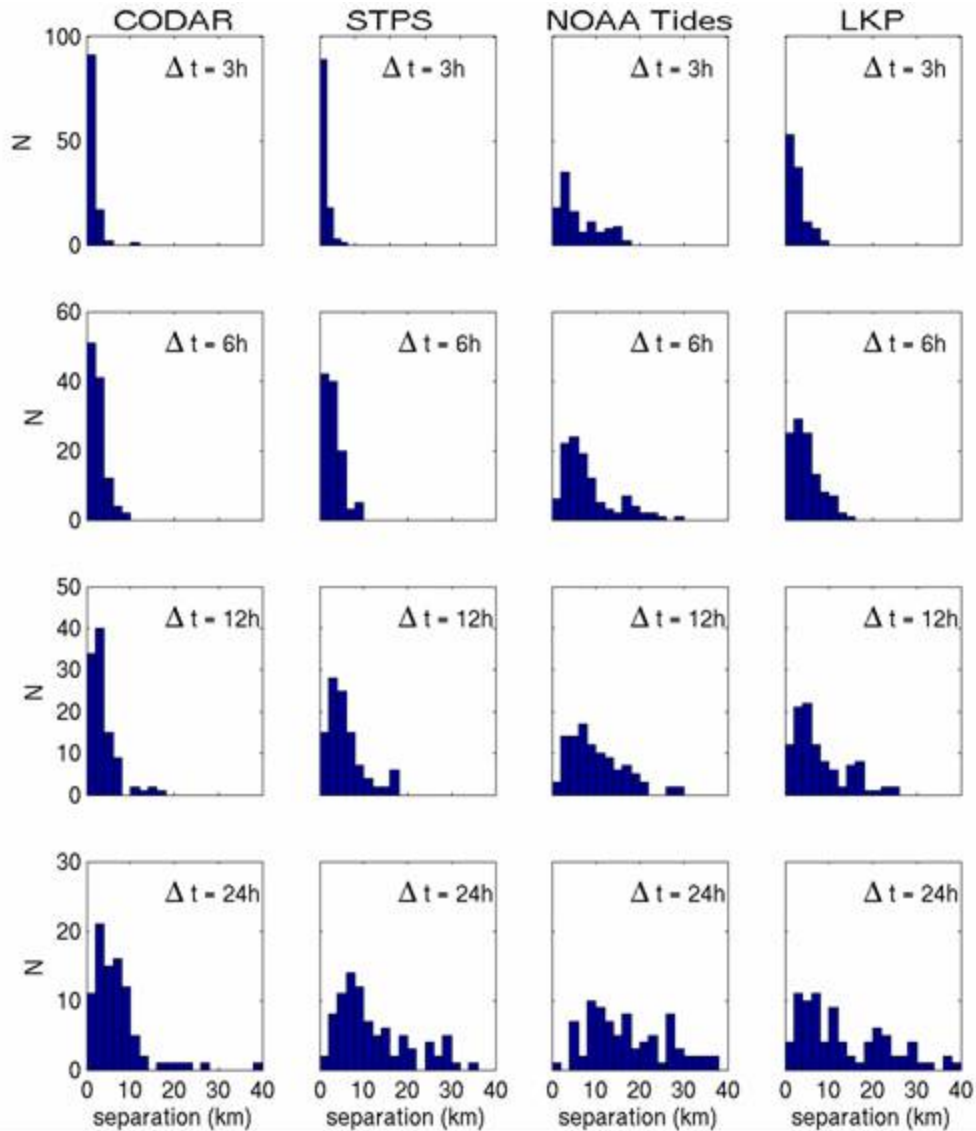 CODAR STPS NOAA Tides LKP
100
Δ t = 3h Δ t = 3h Δ t = 3h Δ t = 3h
N
50
0
60
Δ t = 6h Δ t = 6h Δ t = 6h Δ t = 6h
40
N
20
0
50
Δ t = 12h Δ t = 12h Δ t = 12h Δ t = 12h
40
30
N
20
10
0
30
Δ t = 24h Δ t = 24h Δ t = 24h Δ t = 24h
20
N
10
0
0 10 20 30 40 0 10 20 30 40 0 10 20 30 40 0 10 20 30 40
separation (km) separation (km) separation (km) separation (km)